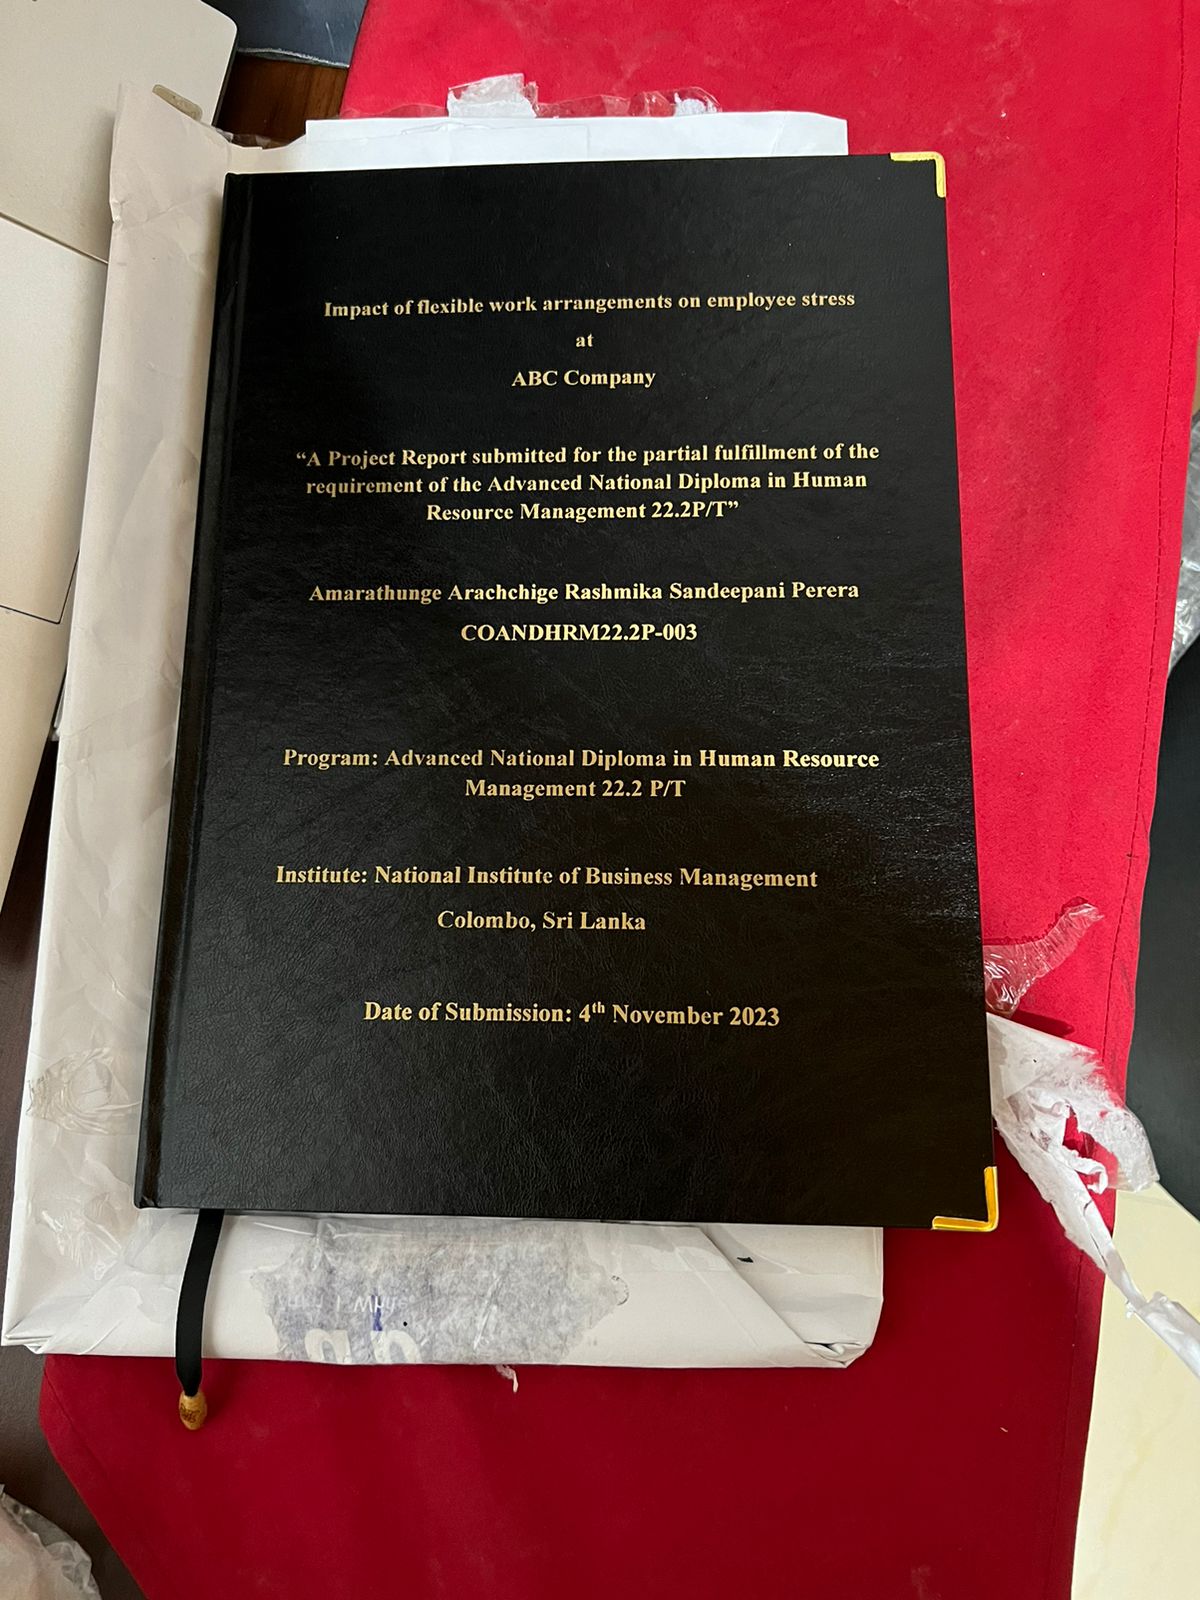 Impact of flexible work arrangements on employee stress
at
ABC Company
“A Project Report submitted for the partial fulfillment of the
requirement of the Advanced National Diploma in Human
Resource Management 22.2P/T”
Amarathunge Arachchige Rashmika Sandeepani Perera
COANDHRM22.2P-003
Program: Advanced National Diploma in Human Resource
Management 22.2 P/T
Institute: National Institute of Business Management
Colombo, Sri Lanka
Date of Submission: 4th November 2023